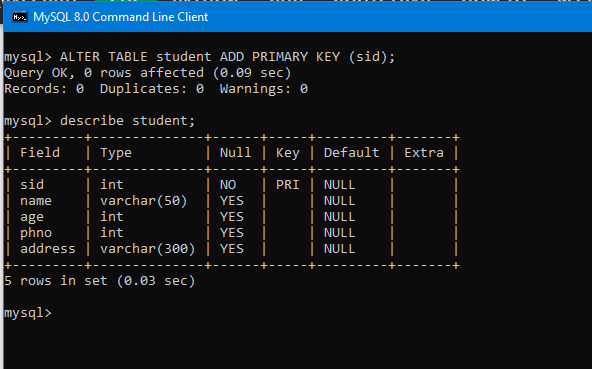 MySQL 8.0 Command Line Client
mysql> ALTER TABLE student ADD PRIMARY KEY (sid);
Query OK, 0 rows affected (0.09 sec)
Records: 0  Duplicates: 0  Warnings: 0
mysql> describe student;
+---------+--------------+------+-----+---------+-------+
| Field   | Type         | Null | Key | Default | Extra |
+---------+--------------+------+-----+---------+-------+
| sid     | int          | NO   | PRI | NULL    |       |
| name    | varchar(50)  | YES  |     | NULL    |       |
| age     | int          | YES  |     | NULL    |       |
| phno    | int          | YES  |     | NULL    |       |
| address | varchar(300) | YES  |     | NULL    |       |
+---------+--------------+------+-----+---------+-------+
5 rows in set (0.03 sec)
mysql>